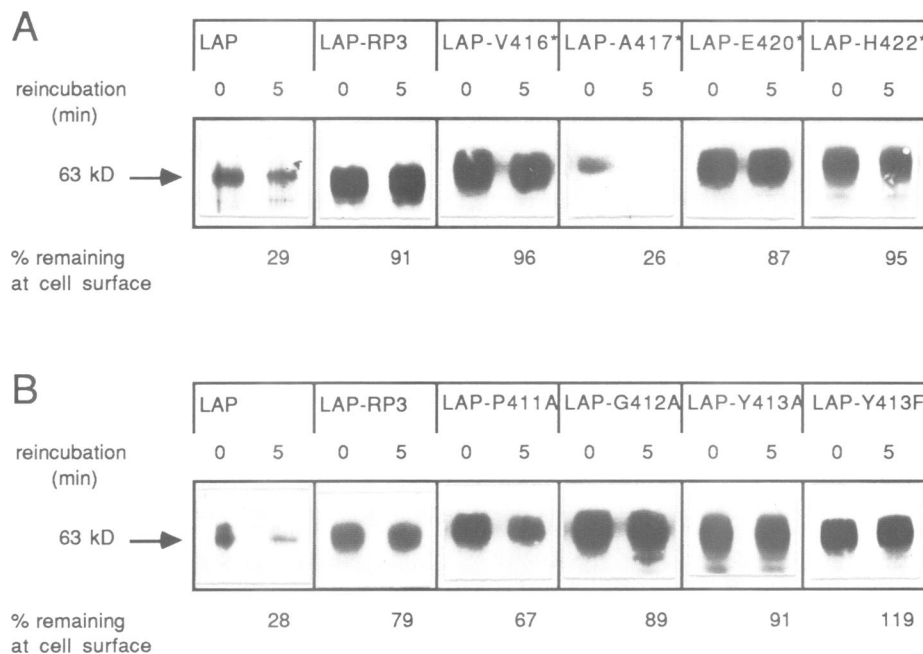 A
LAP LAP-RP3 LAP-V416* LAP-A417* LAP-E420* LAP-H422*
reincubation (min) 0 5 0 5 0 5 0 5 0 5 0 5
63 kD
% remaining at cell surface 29 91 96 26 87 95
B
LAP LAP-RP3 LAP-P411A LAP-G412A LAP-Y413A LAP-Y413F
reincubation (min) 0 5 0 5 0 5 0 5 0 5 0 5
63 kD
% remaining at cell surface 28 79 67 89 91 119